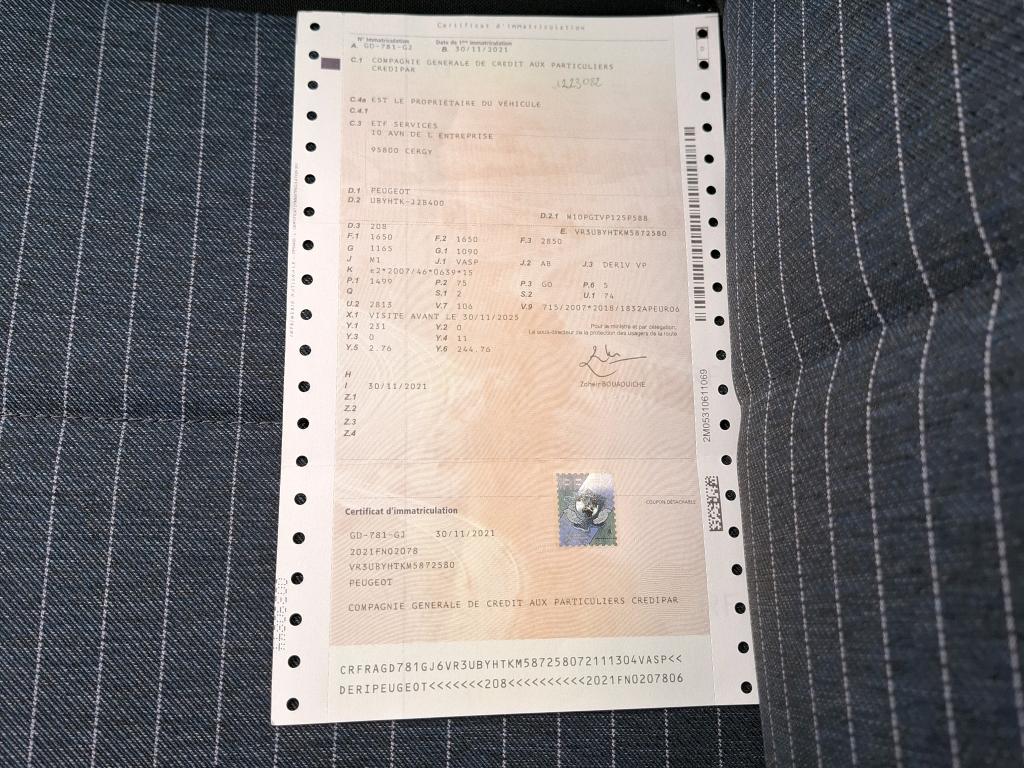 Certificat d'immatriculation
N° Immatriculation Date de 1ère immatriculation
A. GD-781-GJ B. 30/11/2021
C.1 COMPAGNIE GENERALE DE CREDIT AUX PARTICULIERS
CREDIPAR
1223082
C.4a EST LE PROPRIETAIRE DU VEHICULE
C.4.1
C.3 ETF SERVICES
10 AVN DE L ENTREPRISE
95800 CERGY
D.1 PEUGEOT
D.2 UBYHTK-J2B400
D.2.1 M10PGTVP125P588
D.3 208 E. VR3UBYHTKM5872580
F.1 1650 F.2 1650 F.3 2850
G 1165 G.1 1090
J N1 J.1 VASP J.2 AB J.3 DERIV VP
K e2*2007/46*0639*15
P.1 1499 P.2 75 P.3 GO P.6 5
Q S.1 2 S.2 U.1 74
U.2 2813 V.7 106 V.9 715/2007*2018/1832APEUR06
X.1 VISITE AVANT LE 30/11/2025
Y.1 231 Y.2 0
Y.3 0 Y.4 11
Y.5 2.76 Y.6 244.76
Pour le ministre et par délégation,
Le sous-directeur de la protection des usagers de la route
Zoheir BOUAOUICHE
H
I 30/11/2021
Z.1
Z.2
Z.3
Z.4
2M05310611069
COUPON DÉTACHABLE
Certificat d'immatriculation
GD-781-GJ 30/11/2021
2021FN02078
VR3UBYHTKM5872580
PEUGEOT
COMPAGNIE GENERALE DE CREDIT AUX PARTICULIERS CREDIPAR
CRFRAGD781GJ6VR3UBYHTKM587258072111304VASP<<
DERIPEUGEOT<<<<<<<208<<<<<<<<<<2021FN0207806